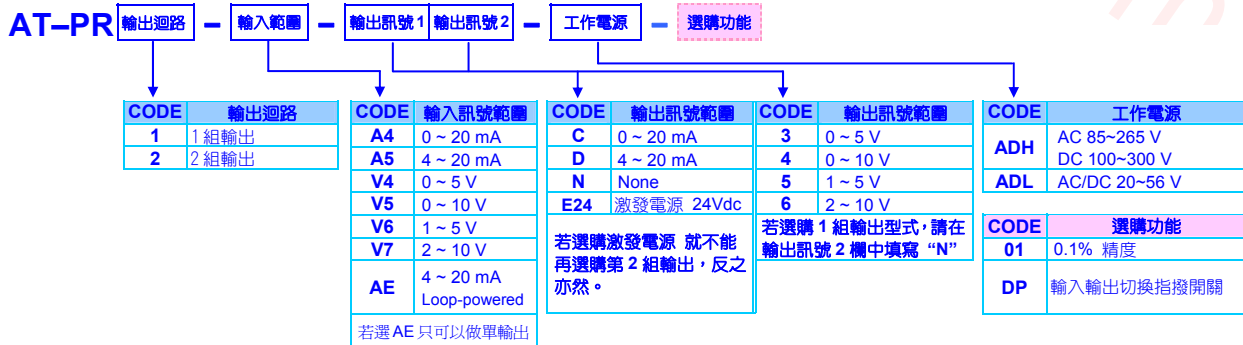 AT–PR 輸出迴路 – 輸入範圍 – 輸出訊號1 輸出訊號2 – 工作電源 – 選購功能
CODE 輸出迴路
1 1組輸出
2 2組輸出
CODE 輸入訊號範圍
A4 0 ~ 20 mA
A5 4 ~ 20 mA
V4 0 ~ 5 V
V5 0 ~ 10 V
V6 1 ~ 5 V
V7 2 ~ 10 V
AE 4 ~ 20 mA
Loop-powered
若選AE只可以做單輸出
CODE 輸出訊號範圍
C 0 ~ 20 mA
D 4 ~ 20 mA
N None
E24 激發電源 24Vdc
若選購激發電源 就不能
再選購第2組輸出，反之
亦然。
CODE 輸出訊號範圍
3 0 ~ 5 V
4 0 ~ 10 V
5 1 ~ 5 V
6 2 ~ 10 V
若選購1組輸出型式，請在
輸出訊號2欄中填寫 “N”
CODE 工作電源
ADH AC 85~265 V
DC 100~300 V
ADL AC/DC 20~56 V
CODE 選購功能
01 0.1% 精度
DP 輸入輸出切換指撥開關